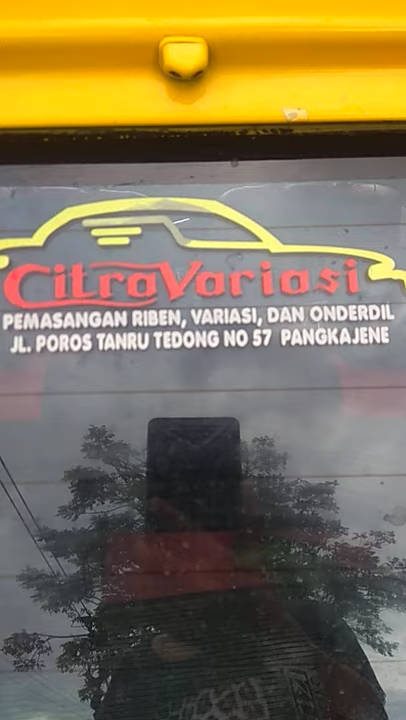 CitraVariasi
PEMASANGAN RIBEN, VARIASI, DAN ONDERDIL
JL. POROS TANRU TEDONG NO 57 PANGKAJENE